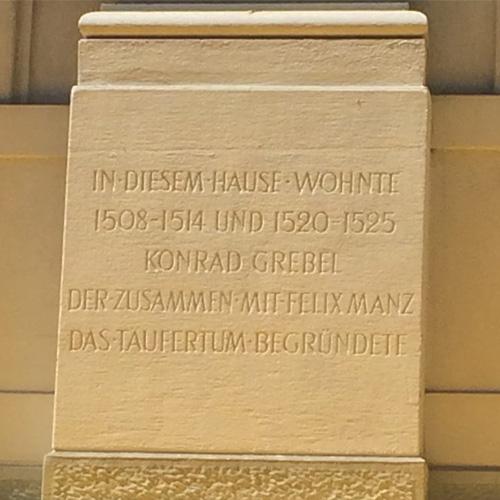 IN·DIESEM·HAUSE·WOHNTE
1508-1514 UND 1520-1525
KONRAD GREBEL
DER·ZUSAMMEN·MIT·FELIX MANZ
DAS·TÄUFERTUM·BEGRÜNDETE